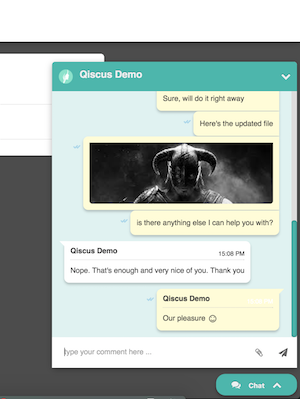 Qiscus Demo
Sure, will do it right away
Here's the updated file
is there anything else I can help you with?
Qiscus Demo
15:08 PM
Nope. That's enough and very nice of you. Thank you
Qiscus Demo
Our pleasure ☺
Type your comment here ...
Chat